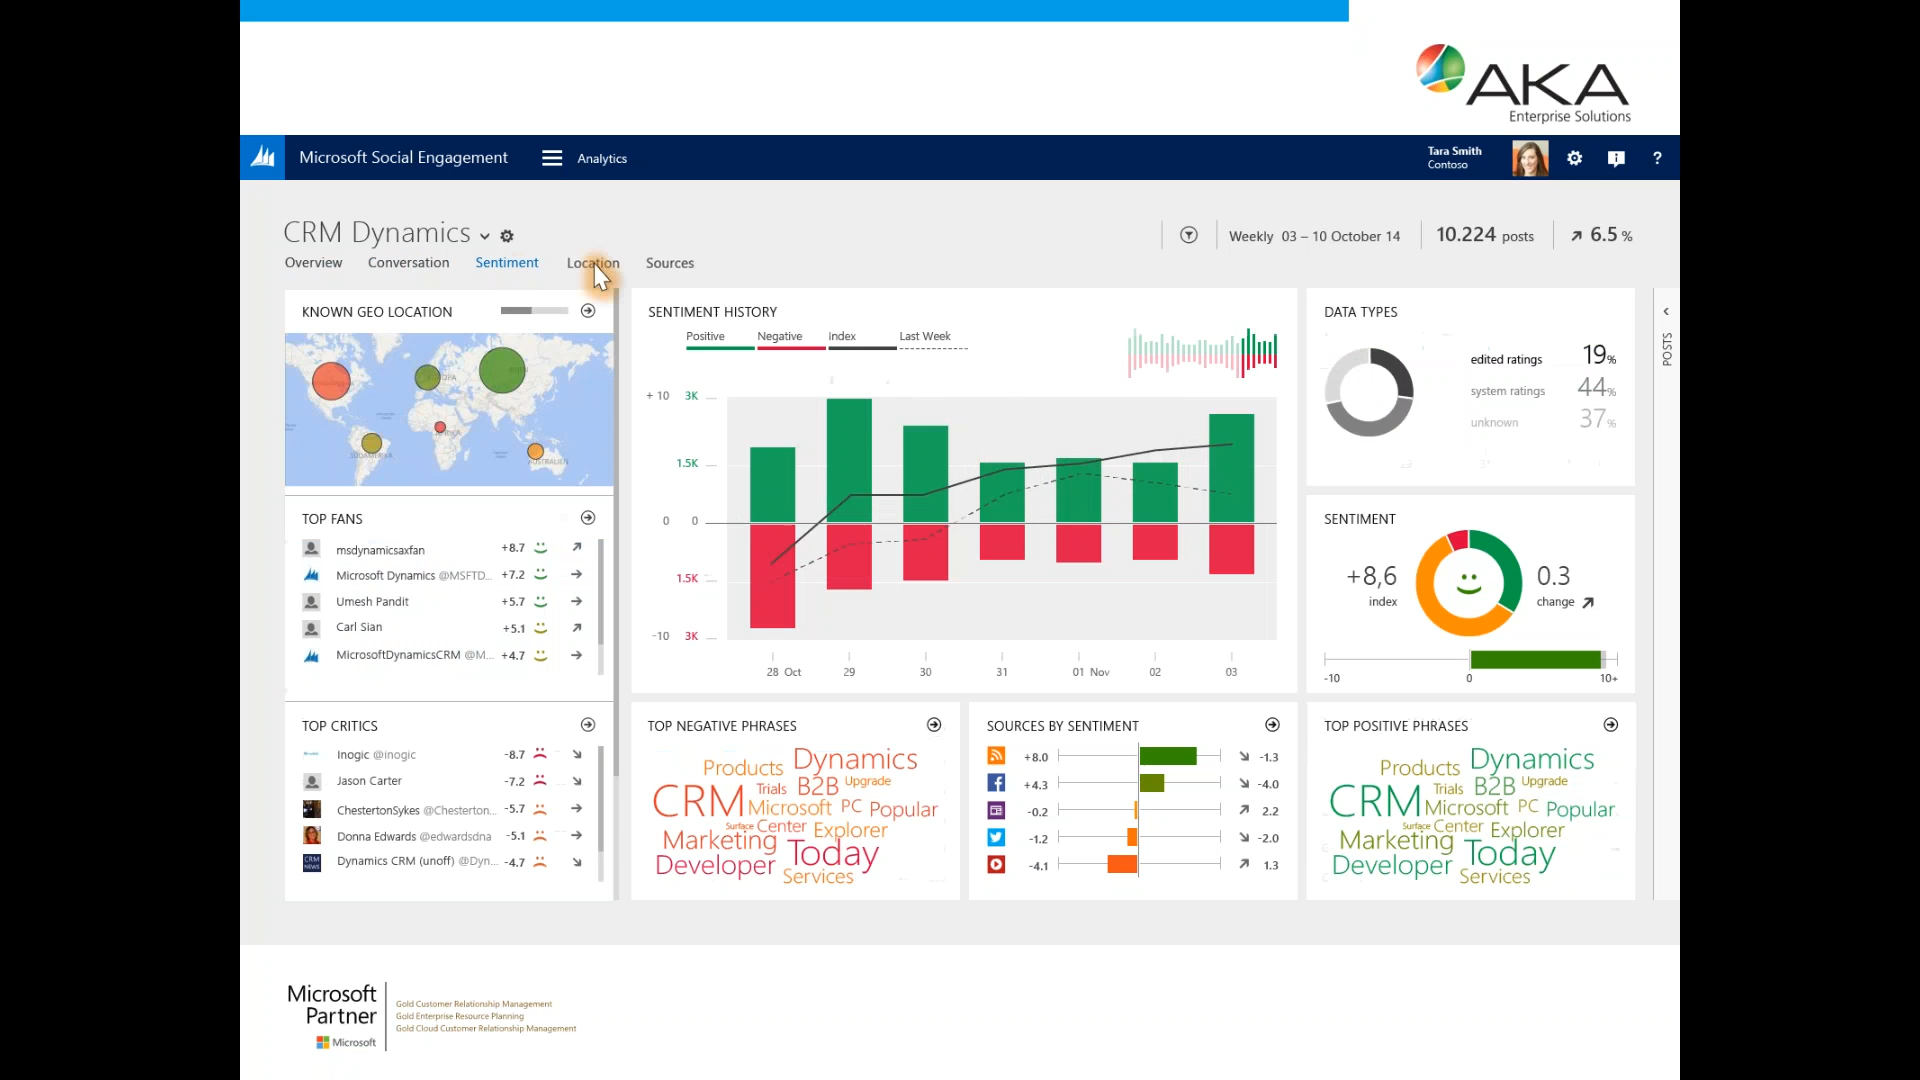 AKA
Enterprise Solutions
Microsoft Social Engagement
Analytics
Tara Smith
Contoso
?
CRM Dynamics
Weekly 03 – 10 October 14
10.224 posts
6.5 %
Overview
Conversation
Sentiment
Location
Sources
KNOWN GEO LOCATION
TOP FANS
msdynamicsaxfan +8.7
Microsoft Dynamics @MSFTD... +7.2
Umesh Pandit +5.7
Carl Sian +5.1
MicrosoftDynamicsCRM @M... +4.7
TOP CRITICS
Inogic @inogic -8.7
Jason Carter -7.2
ChestertonSykes @Chesterton... -5.7
Donna Edwards @edwardsdna -5.1
CRM NEWS Dynamics CRM (unoff) @Dyn... -4.7
SENTIMENT HISTORY
Positive
Negative
Index
Last Week
+ 10 3K
1.5K
0 0
1.5K
-10 3K
28 Oct 29 30 31 01 Nov 02 03
DATA TYPES
edited ratings 19%
system ratings 44%
unknown 37%
POSTS
SENTIMENT
+8,6
index
0.3
change
-10 0 10+
TOP NEGATIVE PHRASES
Products Dynamics
Trials B2B Upgrade
CRM Microsoft PC Popular
Surface Center Explorer
Marketing Today
Developer
Services
SOURCES BY SENTIMENT
+8.0 -1.3
+4.3 -4.0
-0.2 2.2
-1.2 -2.0
-4.1 1.3
TOP POSITIVE PHRASES
Products Dynamics
Trials B2B Upgrade
CRM Microsoft PC Popular
Surface Center Explorer
Marketing Today
Developer
Services
Microsoft
Partner
Microsoft
Gold Customer Relationship Management
Gold Enterprise Resource Planning
Gold Cloud Customer Relationship Management